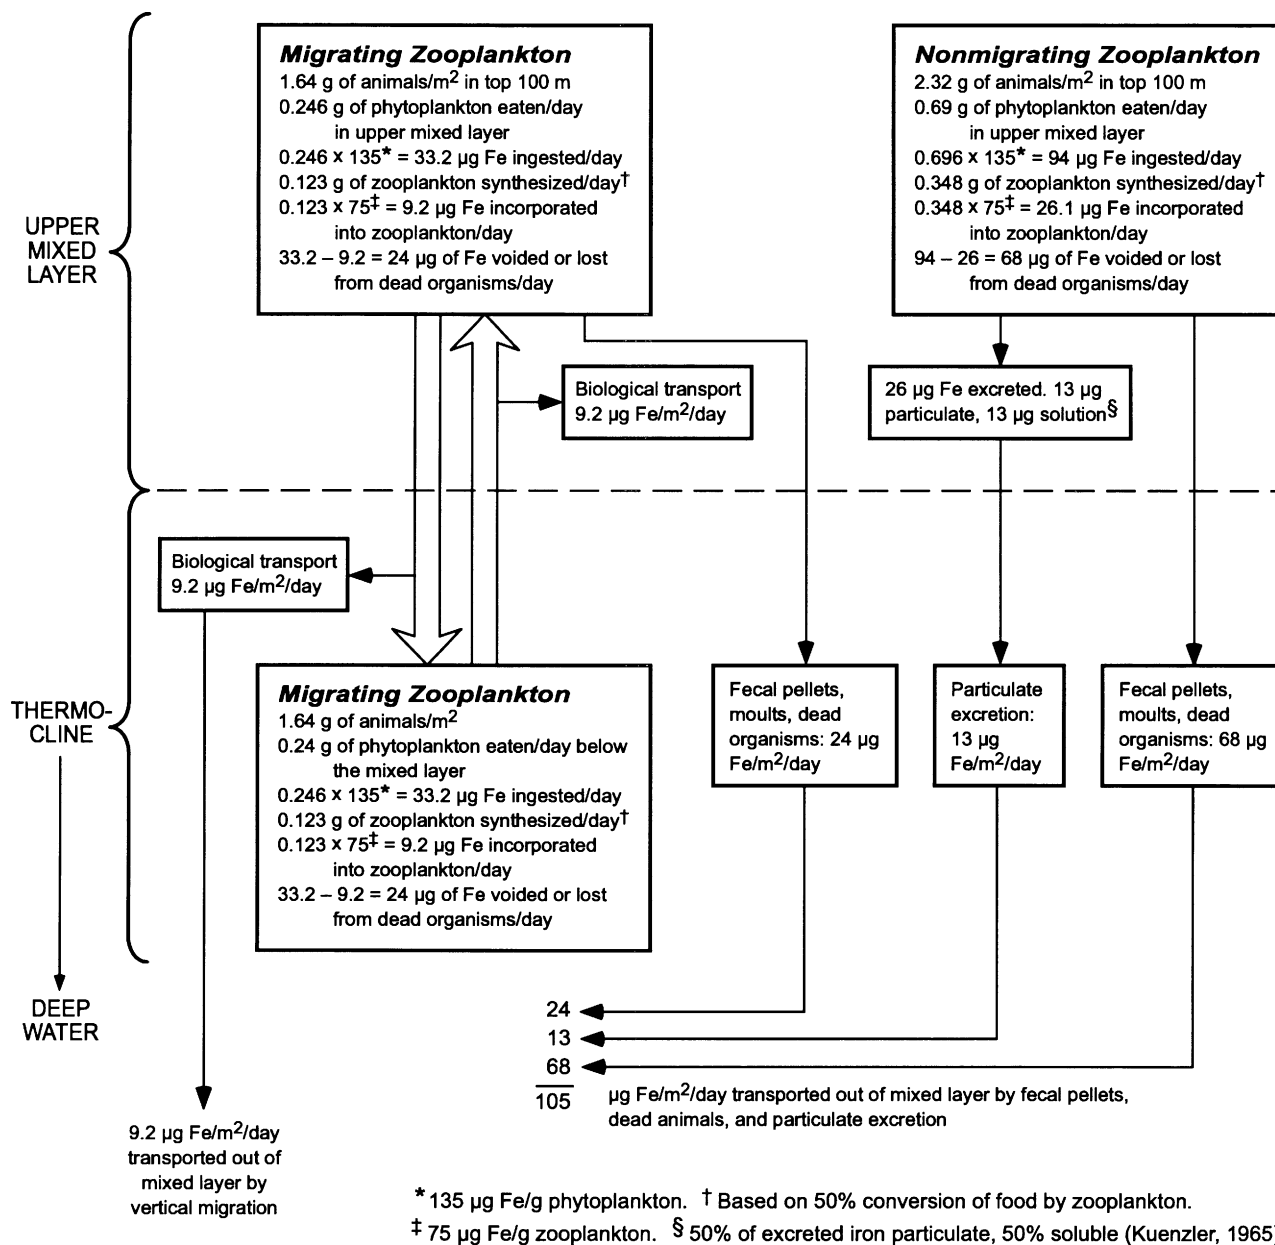 UPPER
MIXED
LAYER
Migrating Zooplankton
1.64 g of animals/m² in top 100 m
0.246 g of phytoplankton eaten/day
in upper mixed layer
0.246 x 135* = 33.2 µg Fe ingested/day
0.123 g of zooplankton synthesized/day†
0.123 x 75‡ = 9.2 µg Fe incorporated
into zooplankton/day
33.2 – 9.2 = 24 µg of Fe voided or lost
from dead organisms/day
Nonmigrating Zooplankton
2.32 g of animals/m² in top 100 m
0.69 g of phytoplankton eaten/day
in upper mixed layer
0.696 x 135* = 94 µg Fe ingested/day
0.348 g of zooplankton synthesized/day†
0.348 x 75‡ = 26.1 µg Fe incorporated
into zooplankton/day
94 – 26 = 68 µg of Fe voided or lost
from dead organisms/day
Biological transport
9.2 µg Fe/m²/day
26 µg Fe excreted. 13 µg
particulate, 13 µg solution§
THERMO-
CLINE
Biological transport
9.2 µg Fe/m²/day
Migrating Zooplankton
1.64 g of animals/m²
0.24 g of phytoplankton eaten/day below
the mixed layer
0.246 x 135* = 33.2 µg Fe ingested/day
0.123 g of zooplankton synthesized/day†
0.123 x 75‡ = 9.2 µg Fe incorporated
into zooplankton/day
33.2 – 9.2 = 24 µg of Fe voided or lost
from dead organisms/day
Fecal pellets,
moults, dead
organisms: 24 µg
Fe/m²/day
Particulate
excretion:
13 µg
Fe/m²/day
Fecal pellets,
moults, dead
organisms: 68 µg
Fe/m²/day
DEEP
WATER
24
13
68
105
µg Fe/m²/day transported out of mixed layer by fecal pellets,
dead animals, and particulate excretion
9.2 µg Fe/m²/day
transported out of
mixed layer by
vertical migration
* 135 µg Fe/g phytoplankton. † Based on 50% conversion of food by zooplankton.
‡ 75 µg Fe/g zooplankton. § 50% of excreted iron particulate, 50% soluble (Kuenzler, 1965)